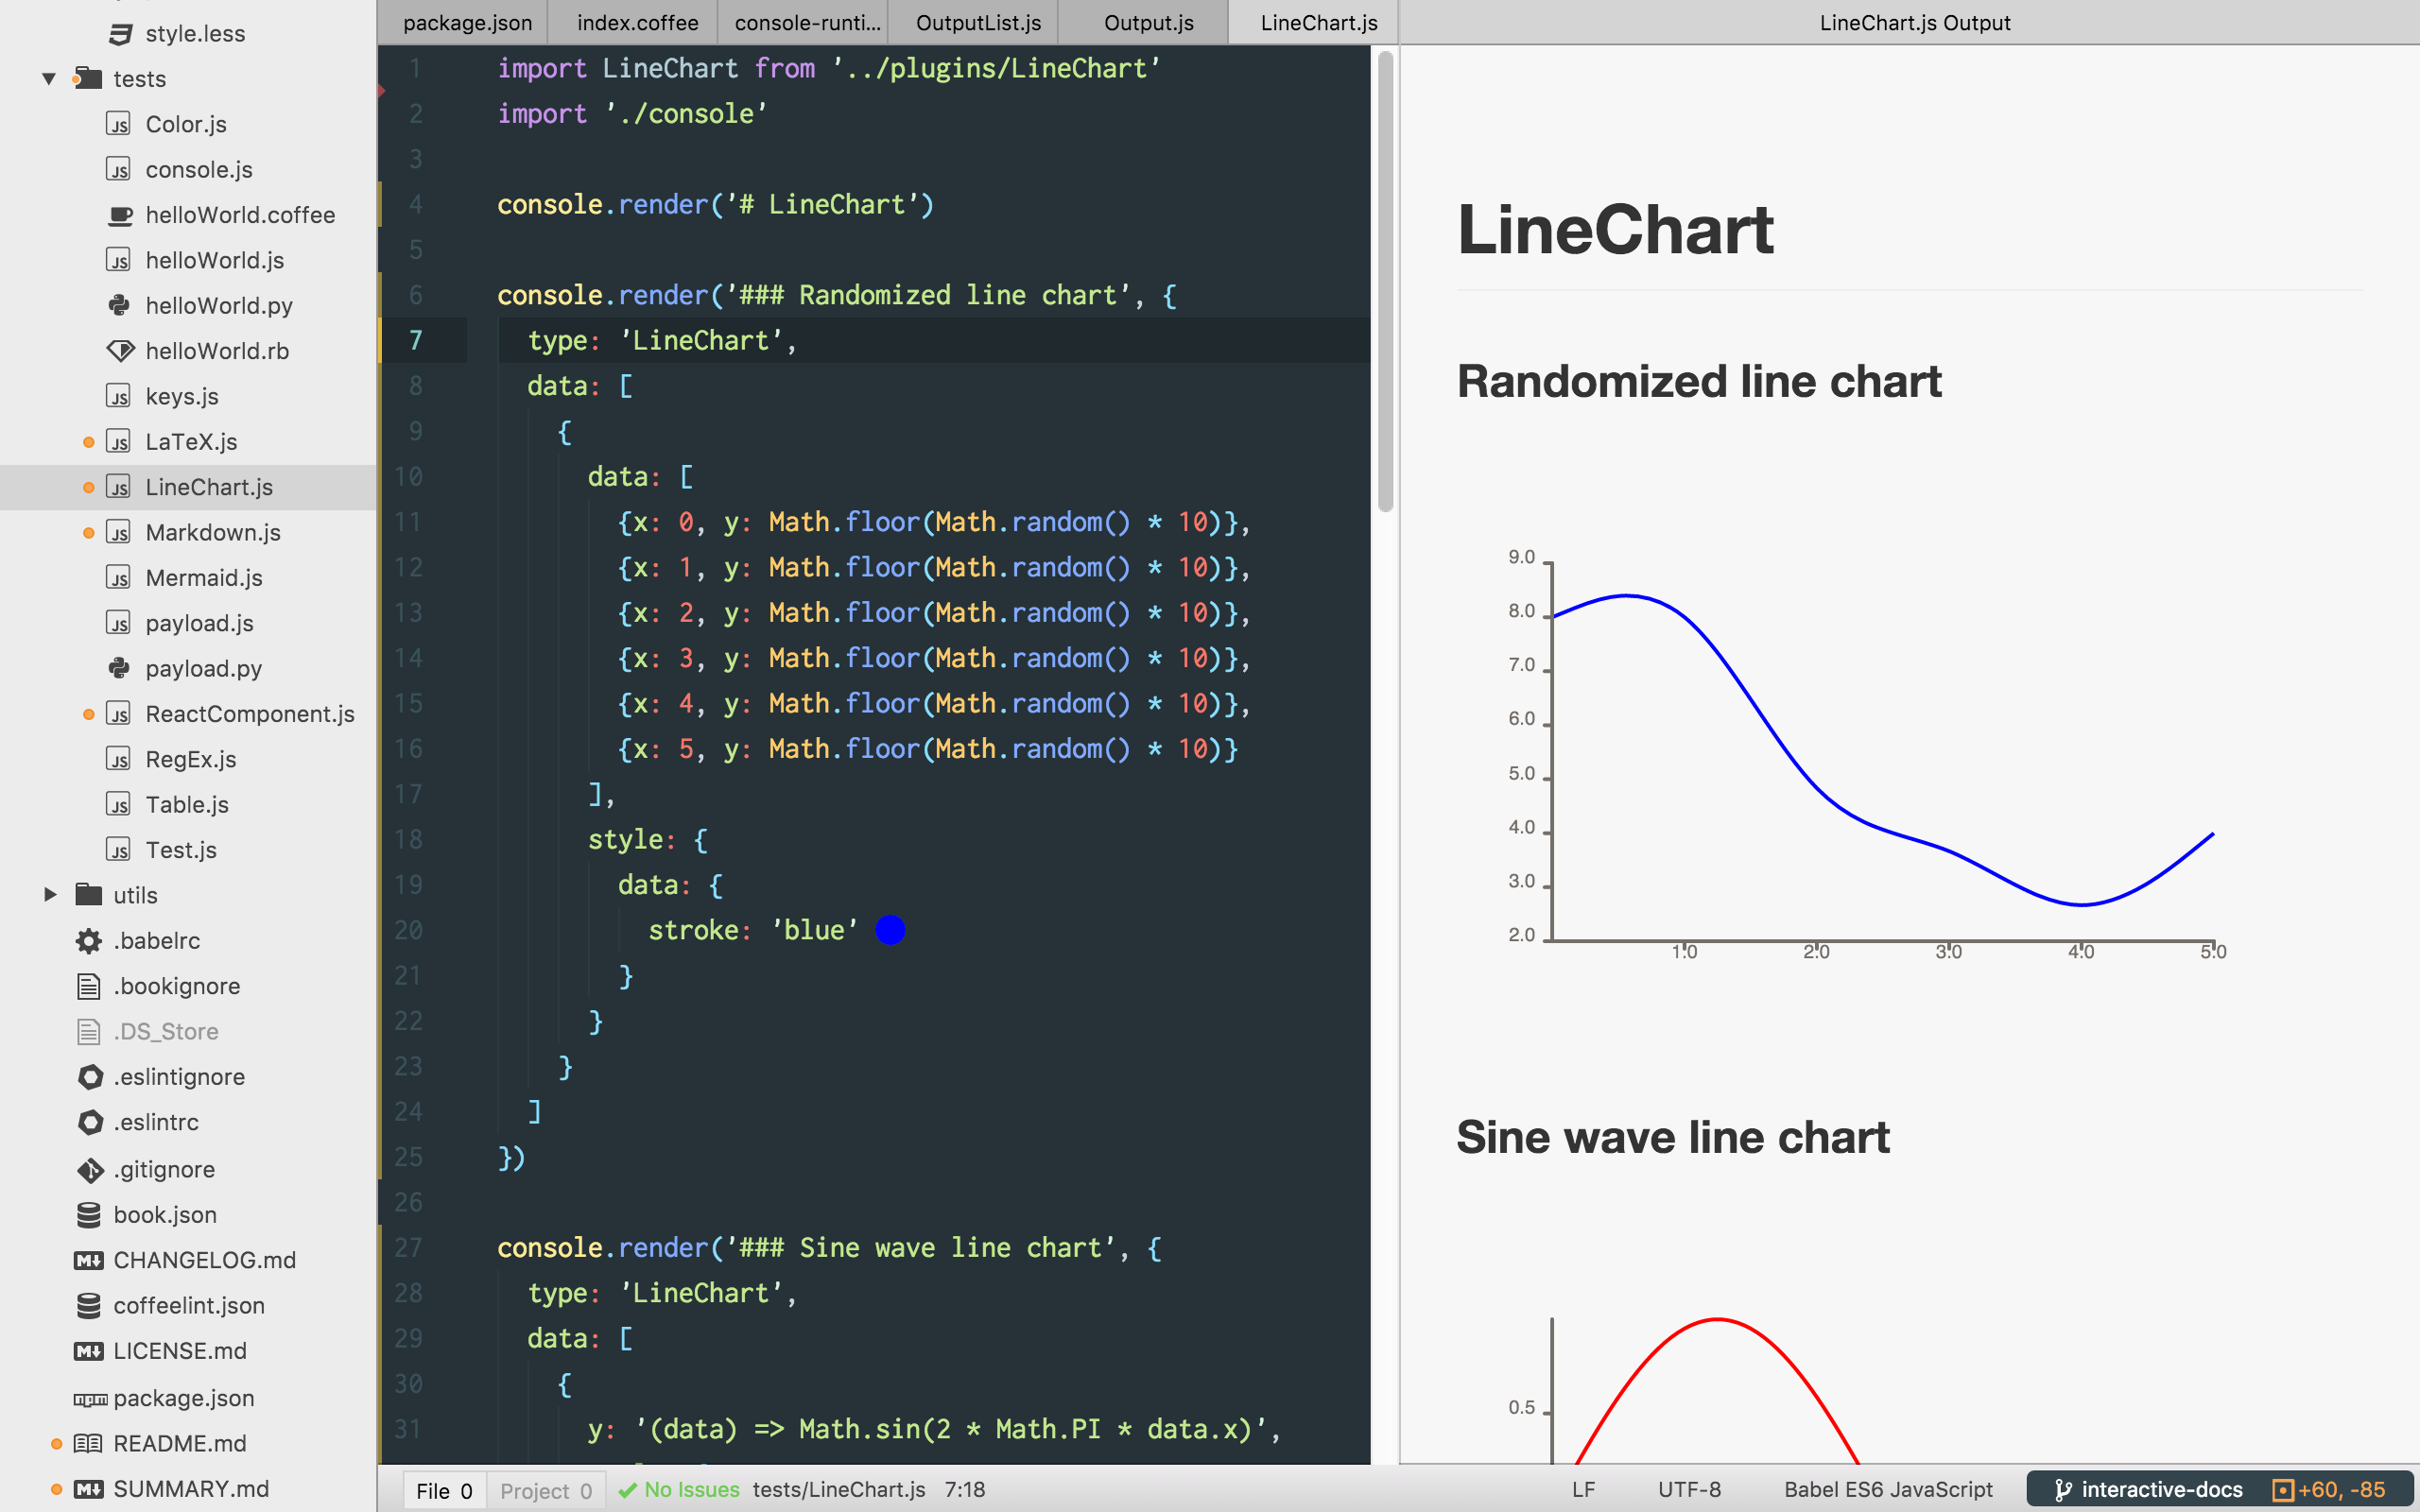 style.less
tests
Color.js
console.js
helloWorld.coffee
helloWorld.js
helloWorld.py
helloWorld.rb
keys.js
LaTeX.js
LineChart.js
Markdown.js
Mermaid.js
payload.js
payload.py
ReactComponent.js
RegEx.js
Table.js
Test.js
utils
.babelrc
.bookignore
.DS_Store
.eslintignore
.eslintrc
.gitignore
book.json
CHANGELOG.md
coffeelint.json
LICENSE.md
package.json
README.md
SUMMARY.md
package.json index.coffee console-runti... OutputList.js Output.js LineChart.js
1 import LineChart from '../plugins/LineChart'
2 import './console'
3
4 console.render('# LineChart')
5
6 console.render('### Randomized line chart', {
7 type: 'LineChart',
8 data: [
9 {
10 data: [
11 {x: 0, y: Math.floor(Math.random() * 10)},
12 {x: 1, y: Math.floor(Math.random() * 10)},
13 {x: 2, y: Math.floor(Math.random() * 10)},
14 {x: 3, y: Math.floor(Math.random() * 10)},
15 {x: 4, y: Math.floor(Math.random() * 10)},
16 {x: 5, y: Math.floor(Math.random() * 10)}
17 ],
18 style: {
19 data: {
20 stroke: 'blue'
21 }
22 }
23 }
24 ]
25 })
26
27 console.render('### Sine wave line chart', {
28 type: 'LineChart',
29 data: [
30 {
31 y: '(data) => Math.sin(2 * Math.PI * data.x)',
LineChart.js Output
LineChart
Randomized line chart
9.0
8.0
7.0
6.0
5.0
4.0
3.0
2.0
1.0 2.0 3.0 4.0 5.0
Sine wave line chart
0.5
File 0 Project 0 No Issues tests/LineChart.js 7:18 LF UTF-8 Babel ES6 JavaScript interactive-docs +60, -85